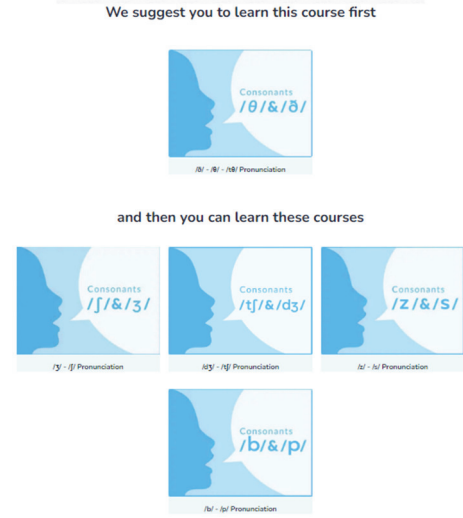 We suggest you to learn this course first
Consonants
/θ/&/ð/
/ð/ - /θ/ - /tθ/ Pronunciation
and then you can learn these courses
Consonants
/ʃ/&/ʒ/
Consonants
/tʃ/&/dʒ/
Consonants
/z/&/s/
/ʒ/ - /ʃ/ Pronunciation
/dʒ/ - /tʃ/ Pronunciation
/z/ - /s/ Pronunciation
Consonants
/b/&/p/
/b/ - /p/ Pronunciation